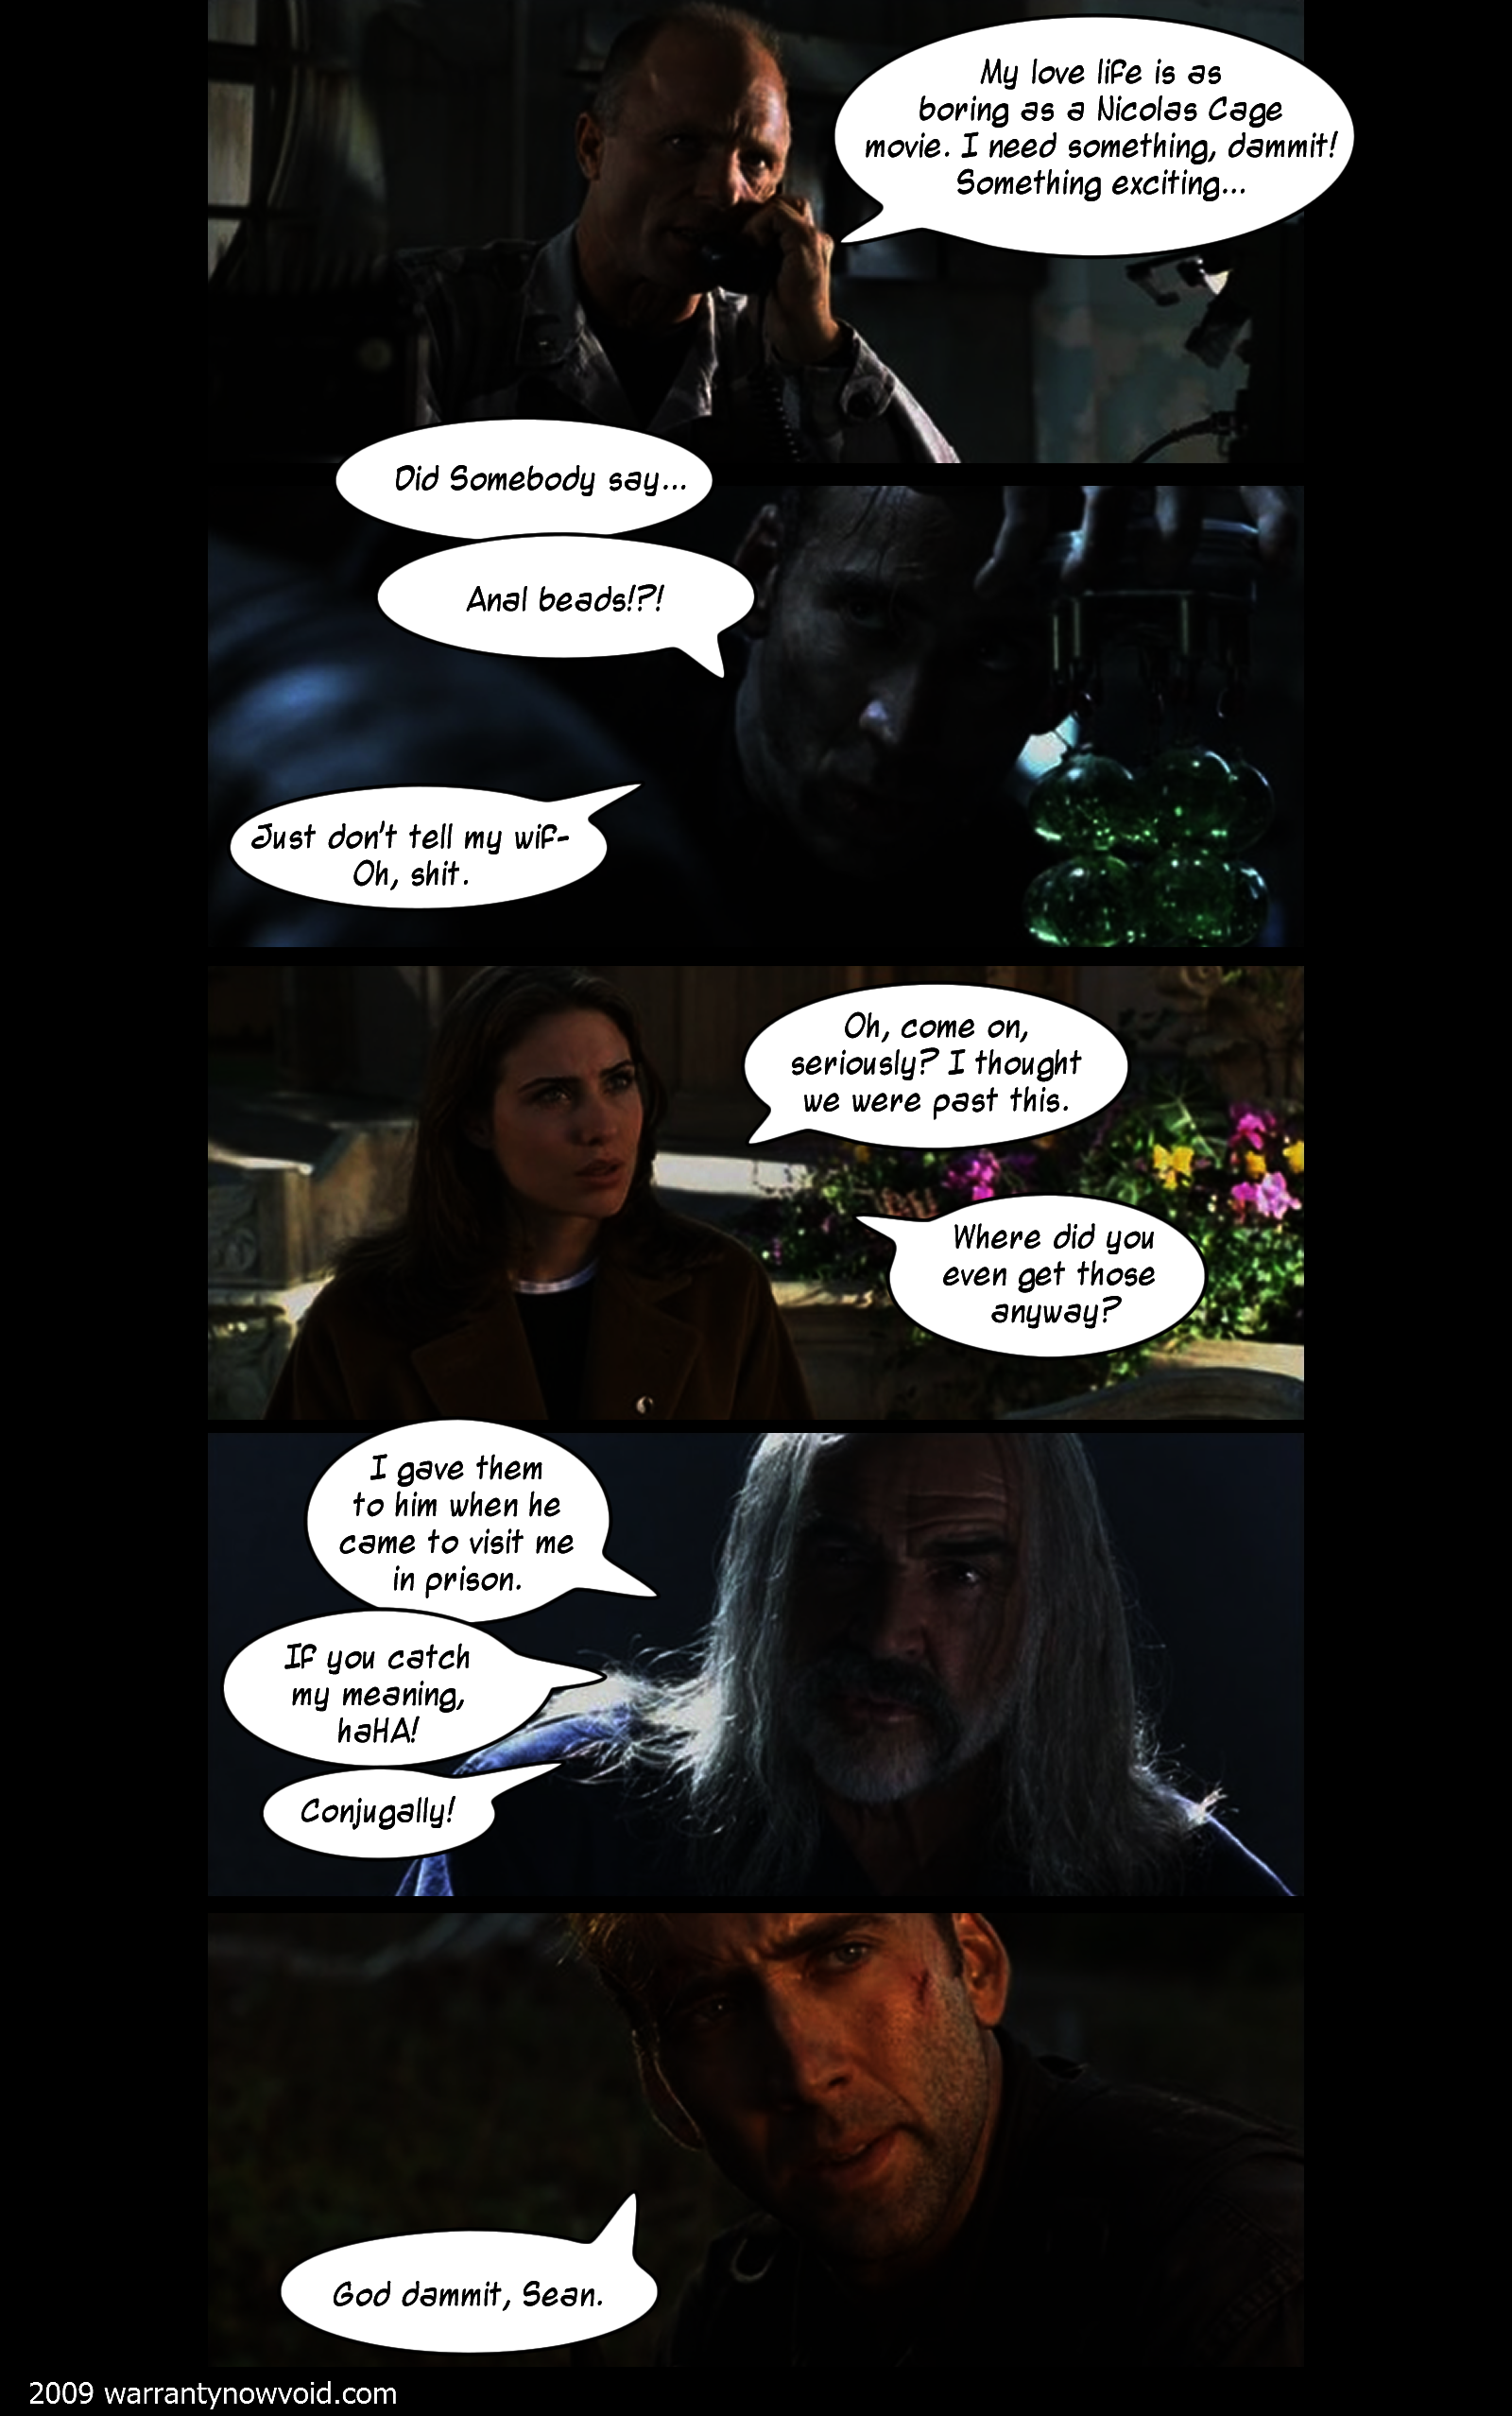 My love life is as
boring as a Nicolas Cage
movie. I need something, dammit!
Something exciting...
Did Somebody say...
Anal beads!?!
Just don't tell my wif-
Oh, shit.
Oh, come on,
seriously? I thought
we were past this.
Where did you
even get those
anyway?
I gave them
to him when he
came to visit me
in prison.
If you catch
my meaning,
haHA!
Conjugally!
God dammit, Sean.
2009 warrantynowvoid.com